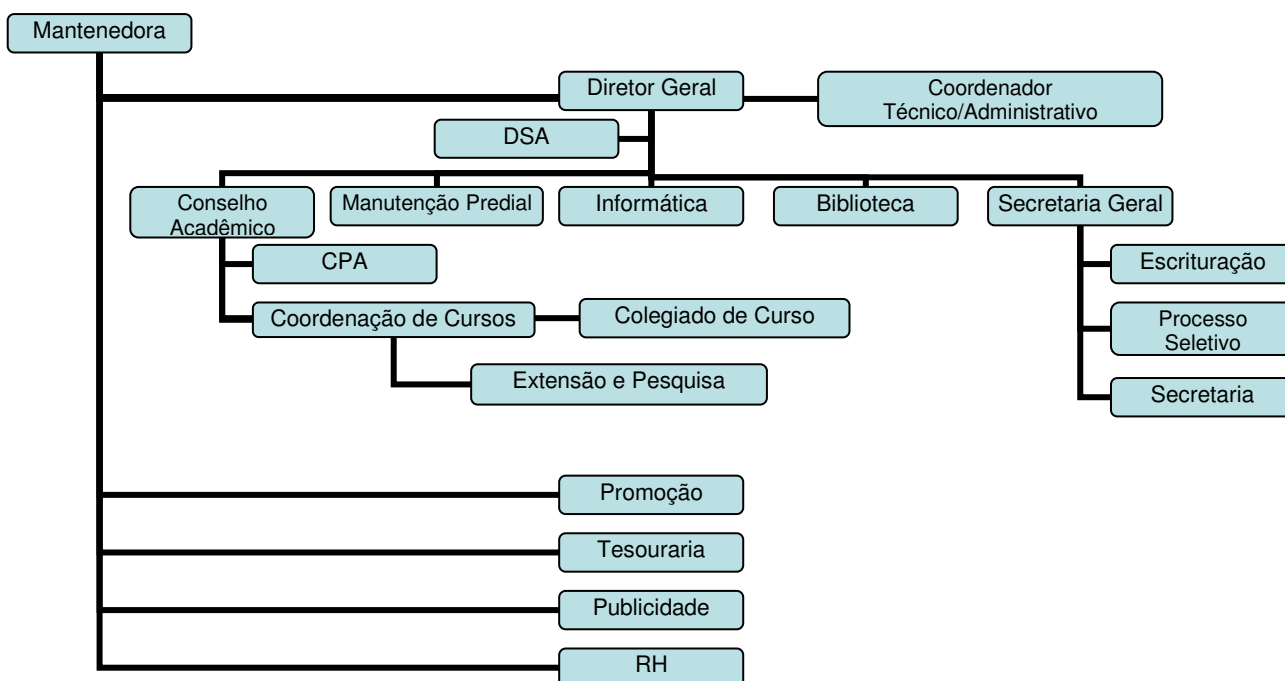 Mantenedora
Diretor Geral
Coordenador
Técnico/Administrativo
DSA
Conselho
Acadêmico
Manutenção Predial
Informática
Biblioteca
Secretaria Geral
CPA
Escrituração
Coordenação de Cursos
Colegiado de Curso
Processo
Seletivo
Extensão e Pesquisa
Secretaria
Promoção
Tesouraria
Publicidade
RH